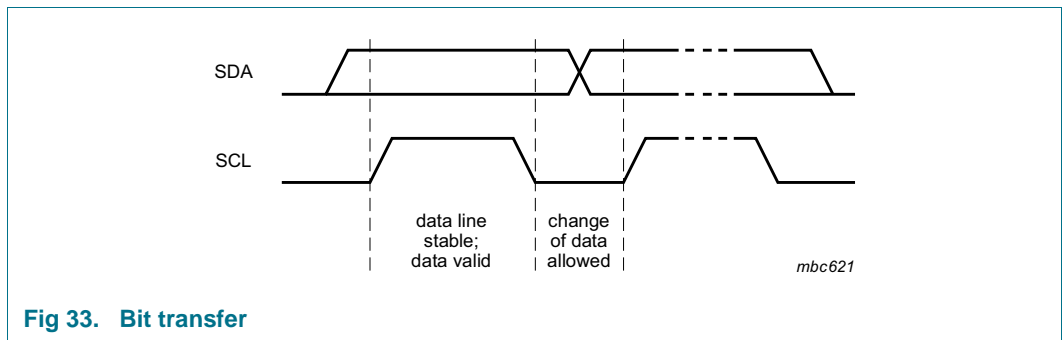 SDA
SCL
data line
stable;
data valid
change
of data
allowed
mbc621
Fig 33. Bit transfer